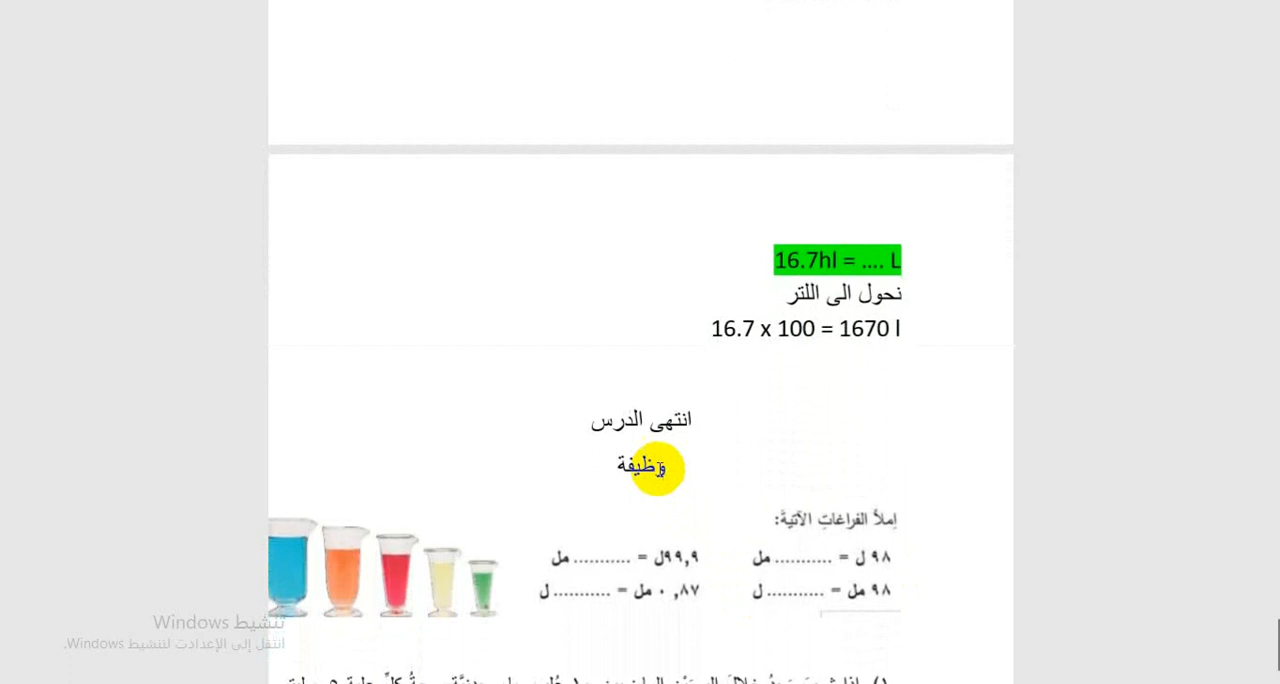 16.7hl = .... L
نحول الى اللتر
16.7 x 100 = 1670 l
انتهى الدرس
وظيفة
إملأ الفراغاتِ الآتيةَ:
٩٨ ل = ........... مل
٩٩,٩ل = ........... مل
٩٨ مل = ........... ل
٠,٨٧ مل = ........... ل
تنشيط Windows
انتقل إلى الإعدادت لتنشيط Windows.